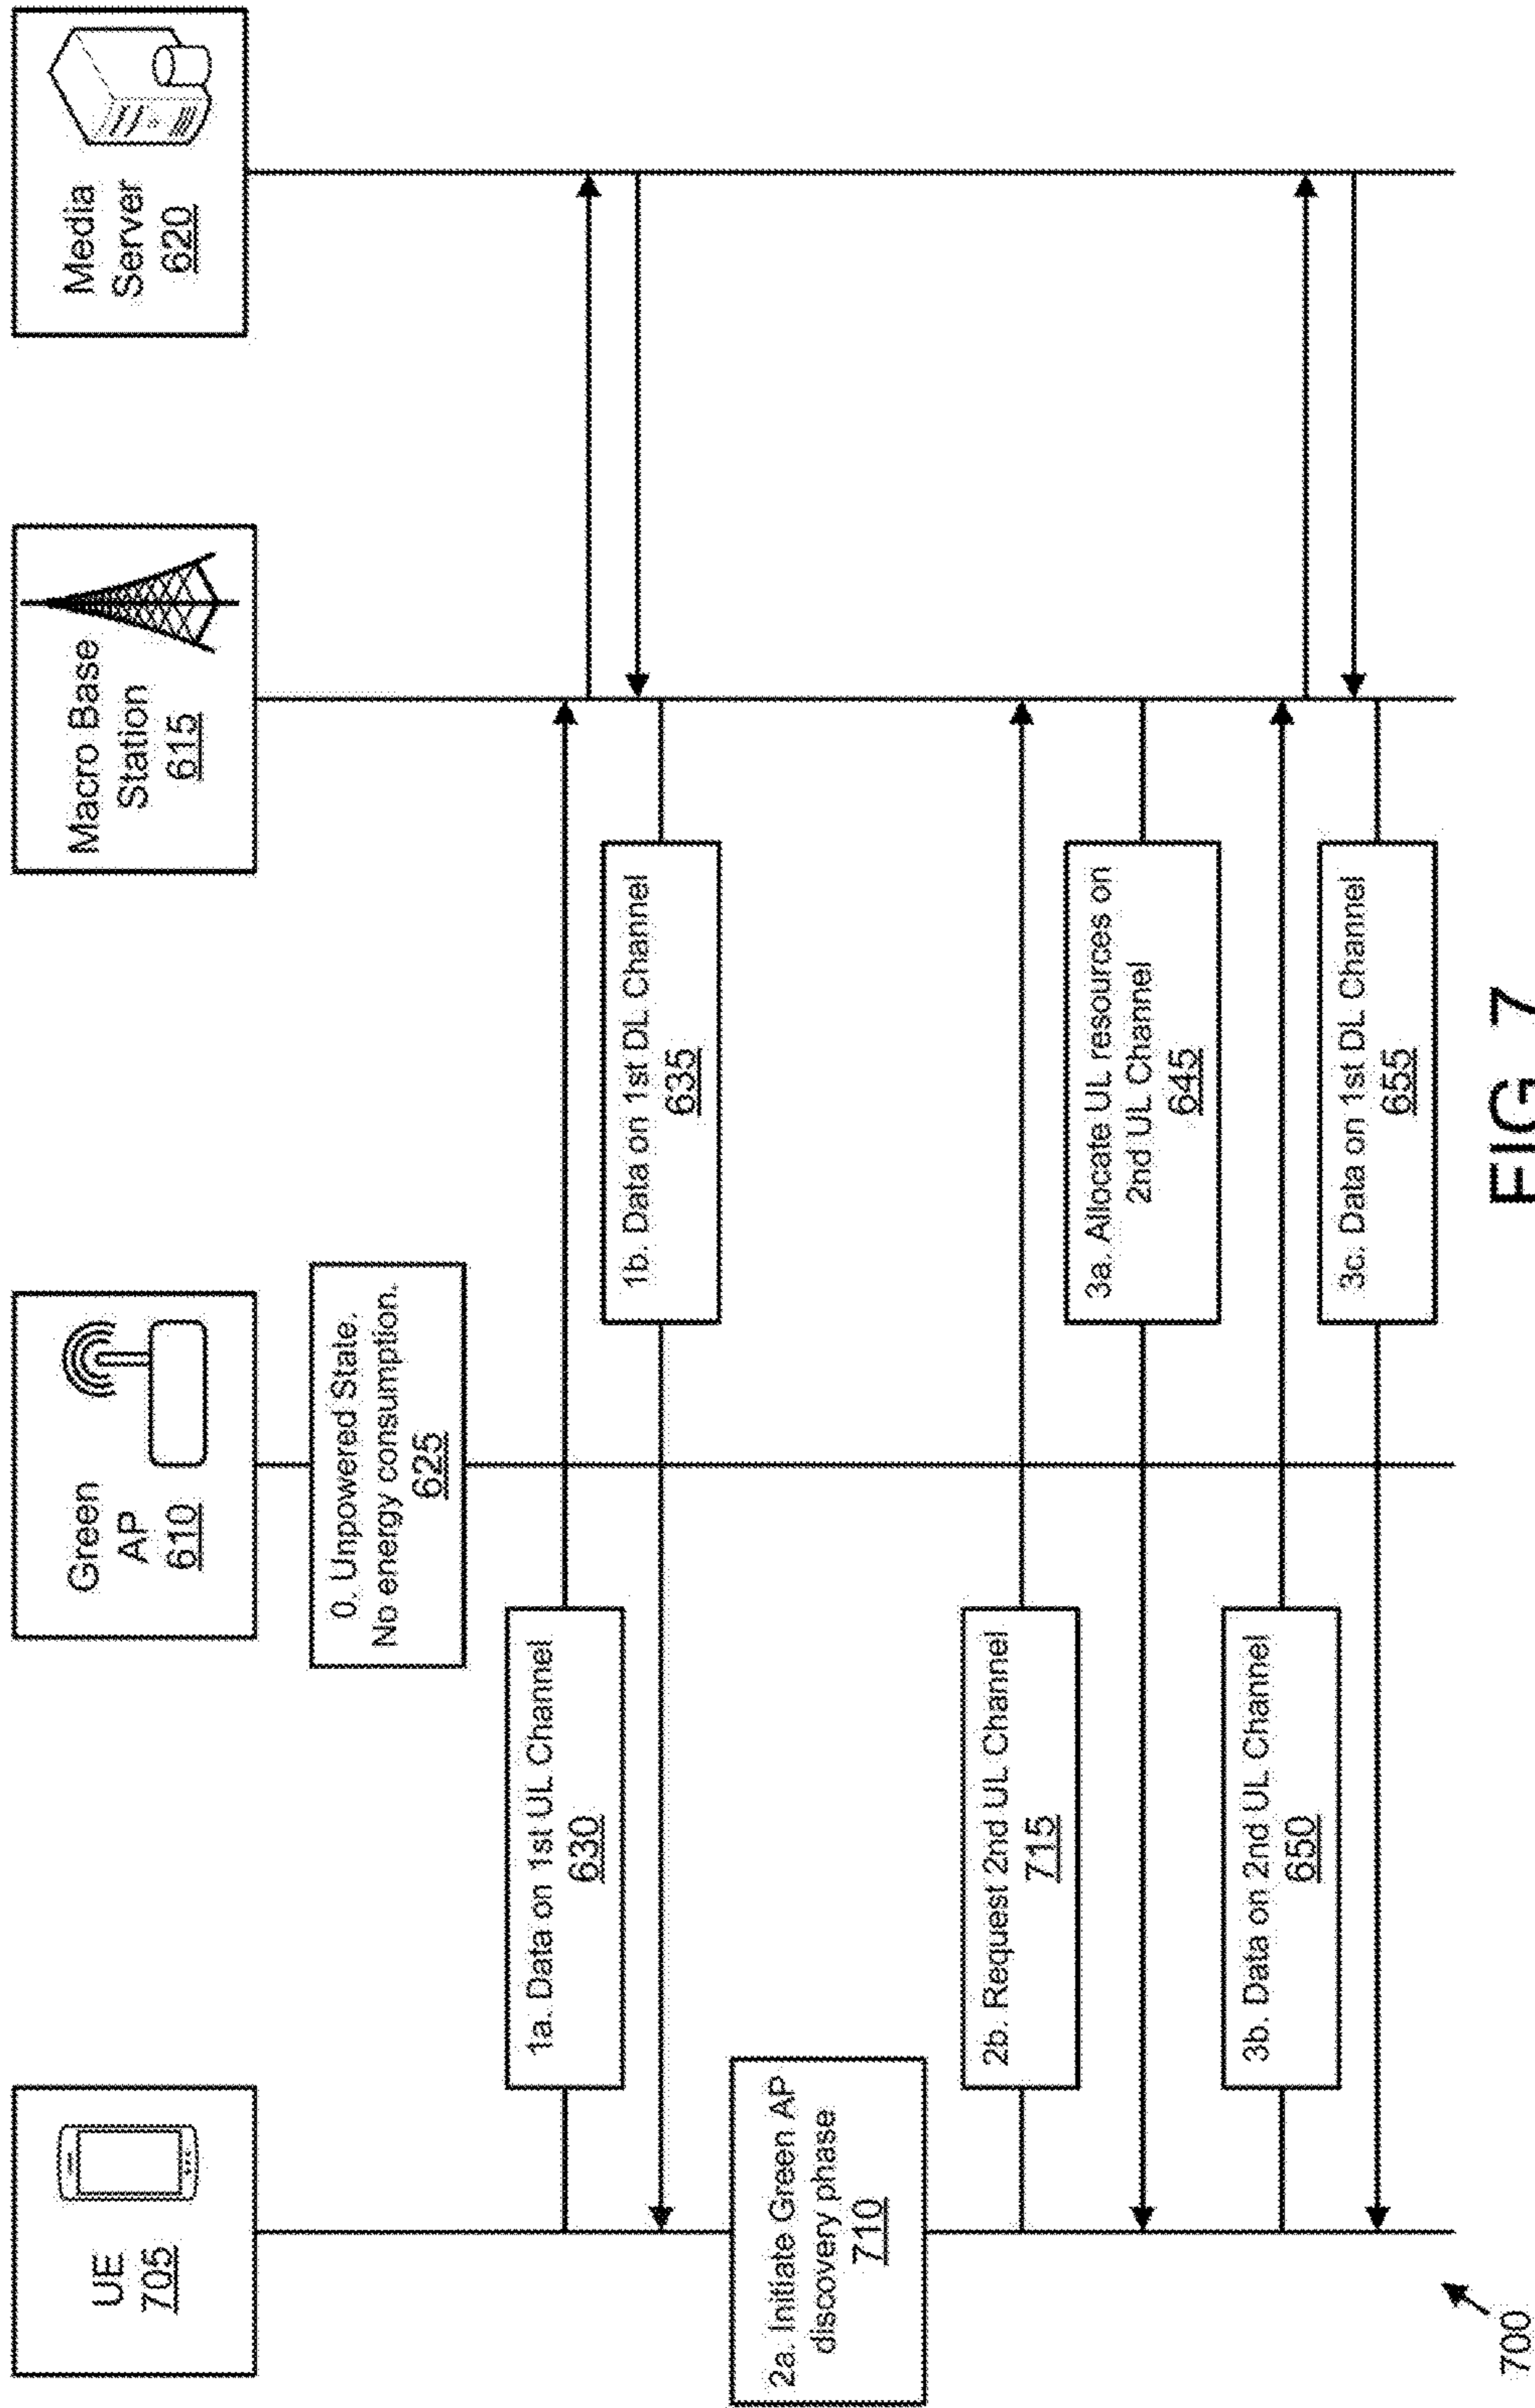 UE
705
Green
AP
610
Macro Base
Station
615
Media
Server
620
0. Unpowered State.
No energy consumption.
625
1a. Data on 1st UL Channel
630
1b. Data on 1st DL Channel
635
2a. Initiate Green AP
discovery phase
710
2b. Request 2nd UL Channel
715
3a. Allocate UL resources on
2nd UL Channel
645
3b. Data on 2nd UL Channel
650
3c. Data on 1st DL Channel
655
700
FIG. 7